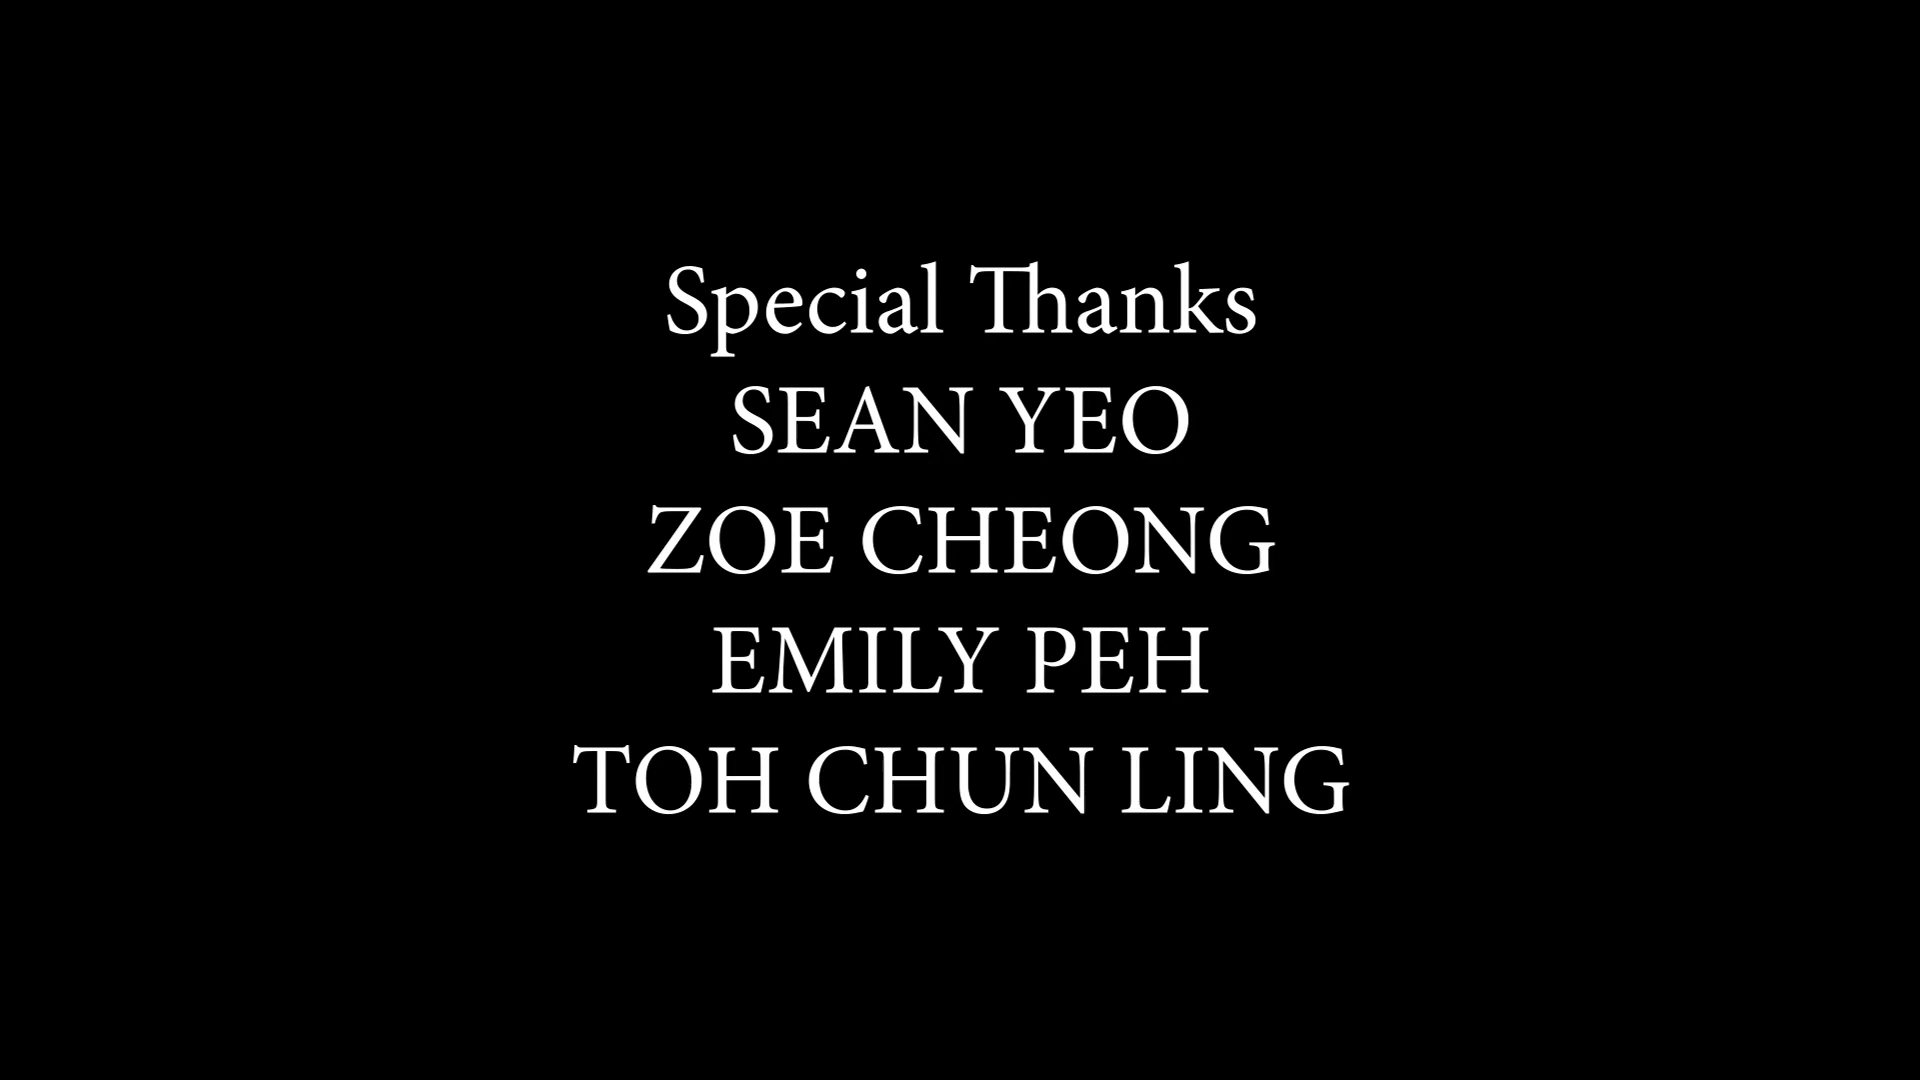 Special Thanks
SEAN YEO
ZOE CHEONG
EMILY PEH
TOH CHUN LING